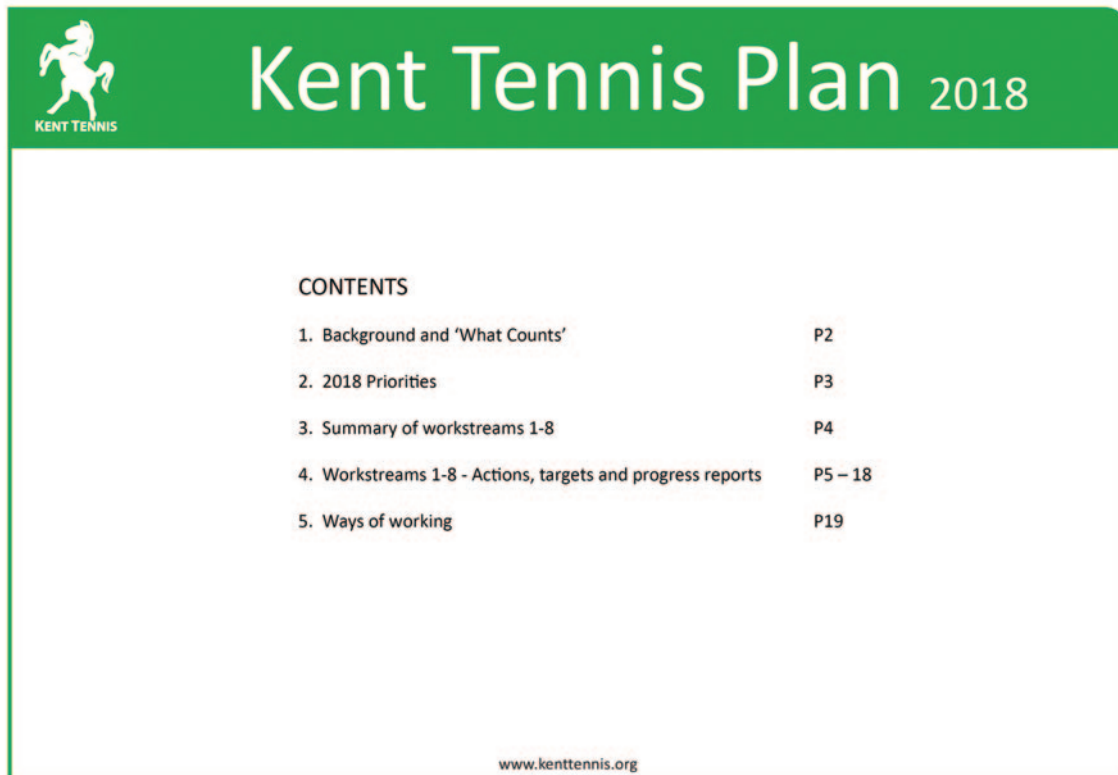 KENT TENNIS
Kent Tennis Plan 2018
CONTENTS
1. Background and ‘What Counts’ P2
2. 2018 Priorities P3
3. Summary of workstreams 1-8 P4
4. Workstreams 1-8 - Actions, targets and progress reports P5 – 18
5. Ways of working P19
www.kenttennis.org